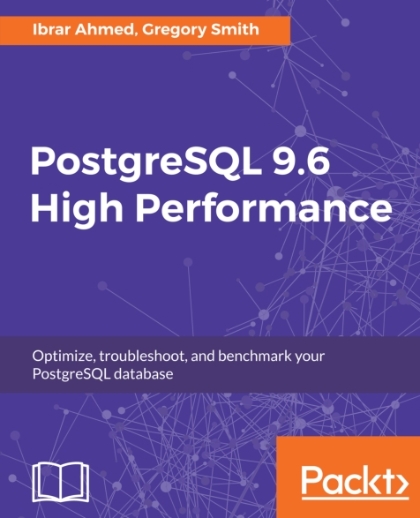 Ibrar Ahmed, Gregory Smith
PostgreSQL 9.6
High Performance
Optimize, troubleshoot, and benchmark your
PostgreSQL database
Packt>